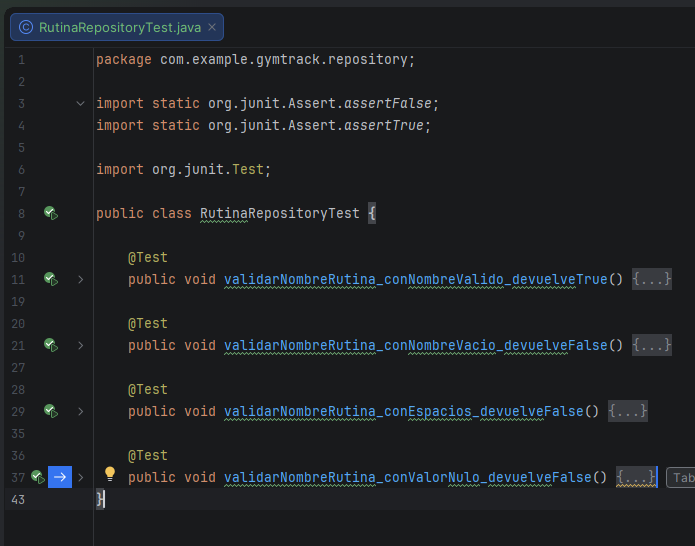 RutinaRepositoryTest.java
1 package com.example.gymtrack.repository;
2
3 import static org.junit.Assert.assertFalse;
4 import static org.junit.Assert.assertTrue;
5
6 import org.junit.Test;
7
8 public class RutinaRepositoryTest {
9
10 @Test
11 public void validarNombreRutina_conNombreValido_devuelveTrue() {...}
19
20 @Test
21 public void validarNombreRutina_conNombreVacio_devuelveFalse() {...}
27
28 @Test
29 public void validarNombreRutina_conEspacios_devuelveFalse() {...}
35
36 @Test
37 public void validarNombreRutina_conValorNulo_devuelveFalse() {...} Tab
43 }